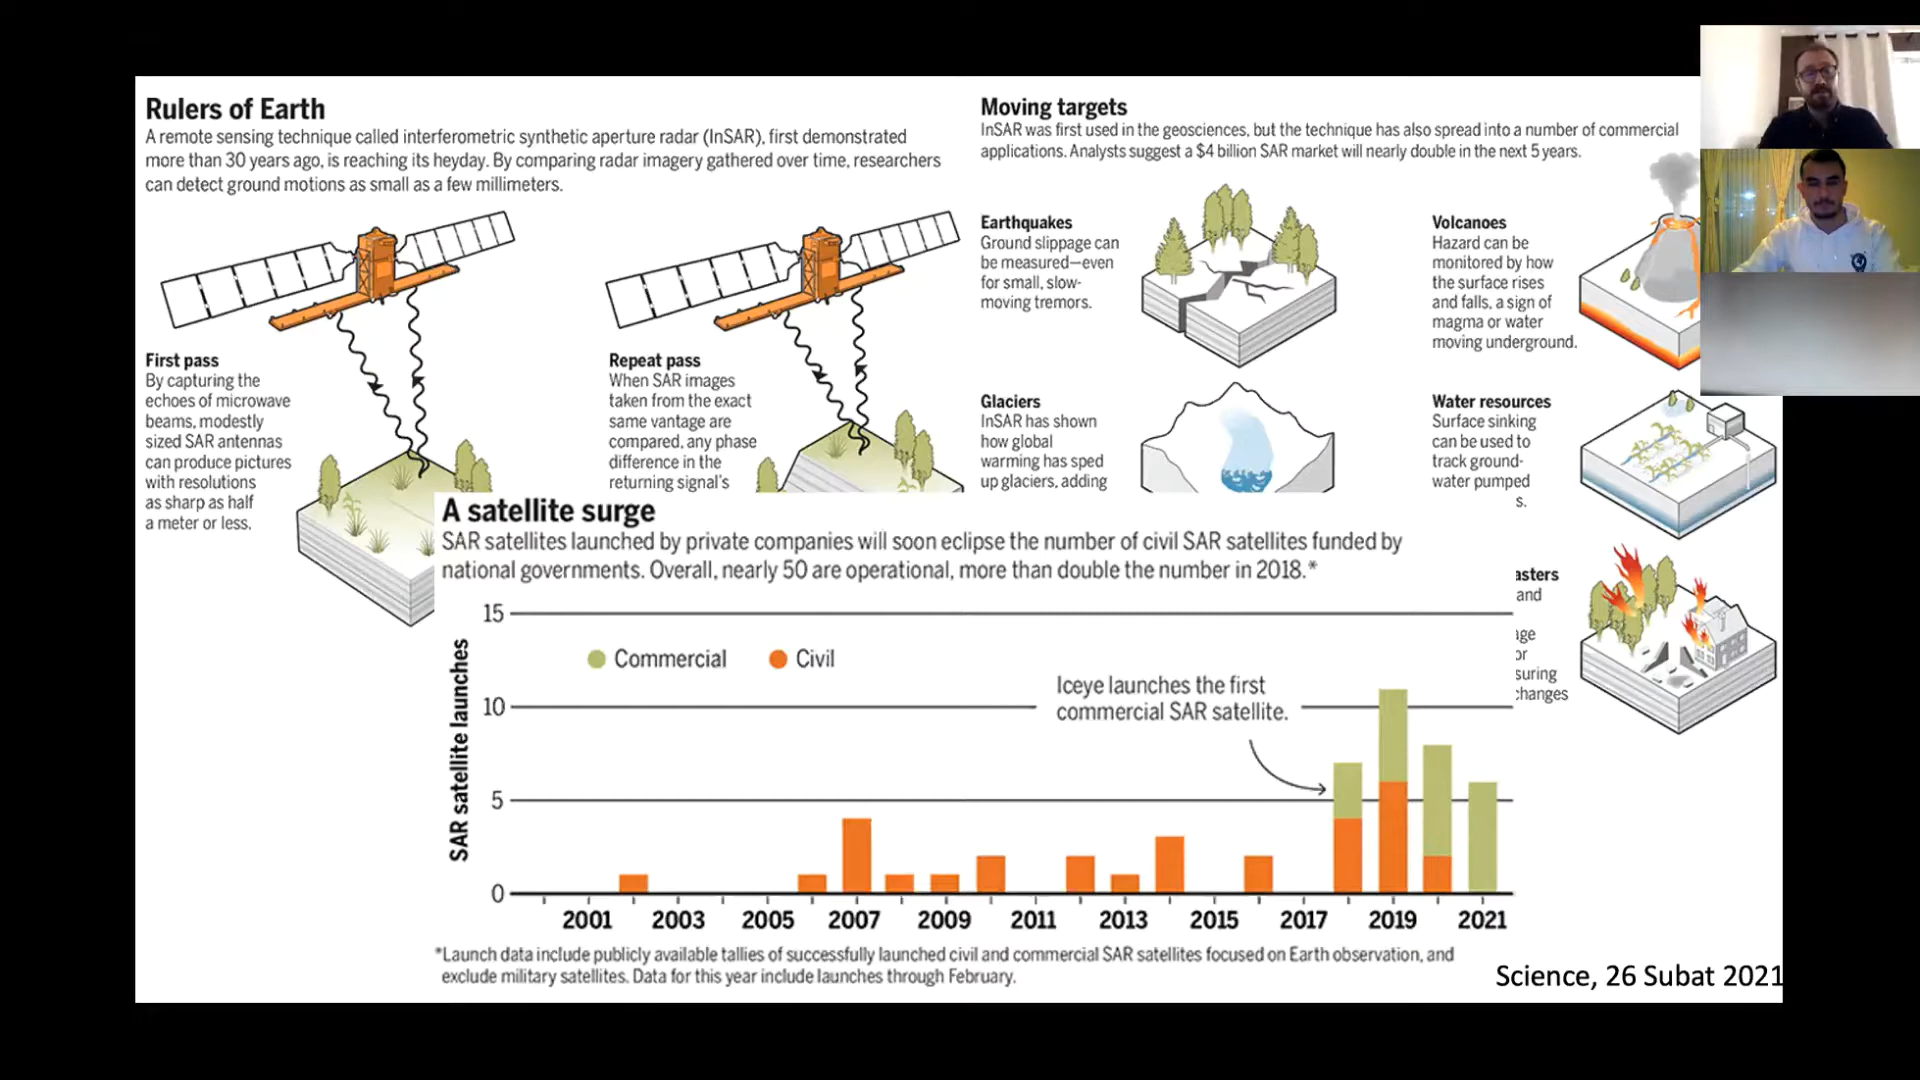 Rulers of Earth
A remote sensing technique called interferometric synthetic aperture radar (InSAR), first demonstrated
more than 30 years ago, is reaching its heyday. By comparing radar imagery gathered over time, researchers
can detect ground motions as small as a few millimeters.
First pass
By capturing the
echoes of microwave
beams, modestly
sized SAR antennas
can produce pictures
with resolutions
as sharp as half
a meter or less.
Repeat pass
When SAR images
taken from the exact
same vantage are
compared, any phase
difference in the
returning signal's
Moving targets
InSAR was first used in the geosciences, but the technique has also spread into a number of commercial
applications. Analysts suggest a $4 billion SAR market will nearly double in the next 5 years.
Earthquakes
Ground slippage can
be measured—even
for small, slow-
moving tremors.
Volcanoes
Hazard can be
monitored by how
the surface rises
and falls, a sign of
magma or water
moving underground.
Glaciers
InSAR has shown
how global
warming has sped
up glaciers, adding
Water resources
Surface sinking
can be used to
track ground-
water pumped
s.
asters
and
age
or
suring
changes
A satellite surge
SAR satellites launched by private companies will soon eclipse the number of civil SAR satellites funded by
national governments. Overall, nearly 50 are operational, more than double the number in 2018.*
SAR satellite launches
15
10
5
0
Commercial
Civil
Iceye launches the first
commercial SAR satellite.
2001 2003 2005 2007 2009 2011 2013 2015 2017 2019 2021
*Launch data include publicly available tallies of successfully launched civil and commercial SAR satellites focused on Earth observation, and
exclude military satellites. Data for this year include launches through February.
Science, 26 Subat 2021